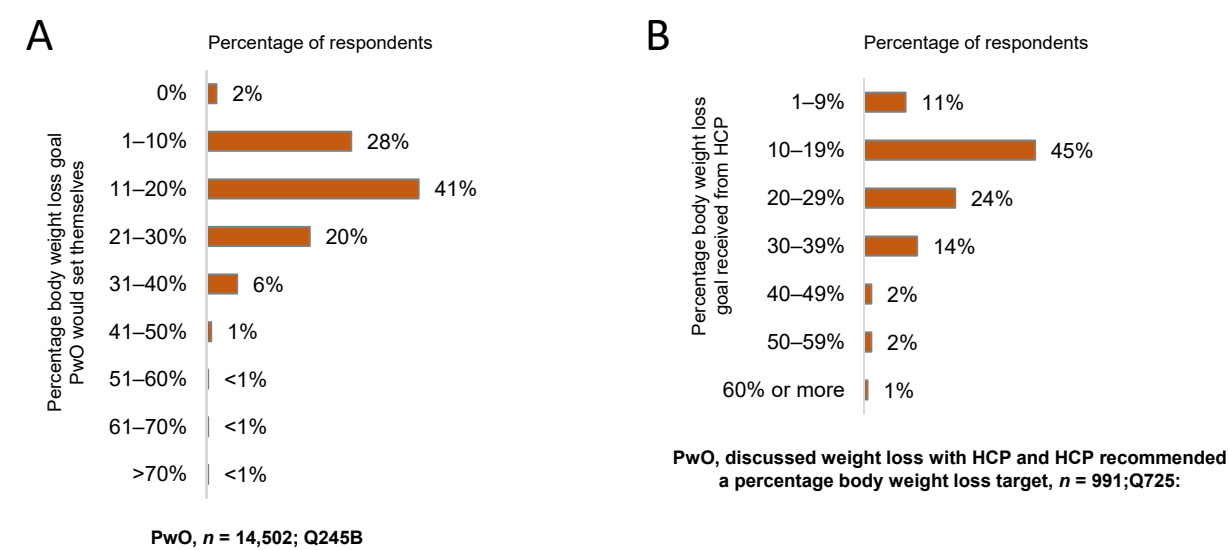 A
Percentage of respondents
Percentage body weight loss goal
PwO would set themselves
0% 2%
1–10% 28%
11–20% 41%
21–30% 20%
31–40% 6%
41–50% 1%
51–60% <1%
61–70% <1%
>70% <1%
PwO, n = 14,502; Q245B
B
Percentage of respondents
Percentage body weight loss
goal received from HCP
1–9% 11%
10–19% 45%
20–29% 24%
30–39% 14%
40–49% 2%
50–59% 2%
60% or more 1%
PwO, discussed weight loss with HCP and HCP recommended
a percentage body weight loss target, n = 991;Q725: